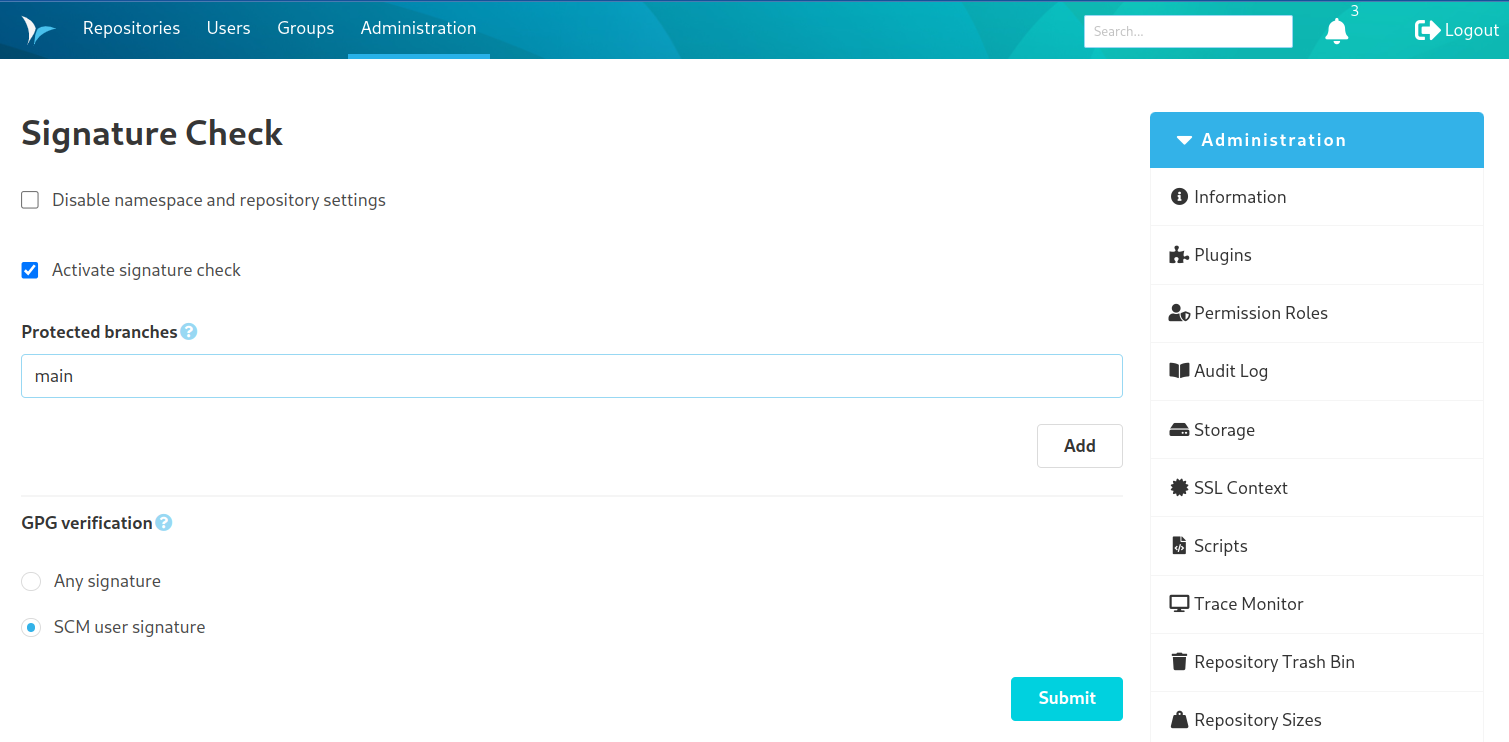 Repositories Users Groups Administration
Search...
3
Logout
Signature Check
Disable namespace and repository settings
Activate signature check
Protected branches ?
main
Add
GPG verification ?
Any signature
SCM user signature
Submit
Administration
Information
Plugins
Permission Roles
Audit Log
Storage
SSL Context
Scripts
Trace Monitor
Repository Trash Bin
Repository Sizes